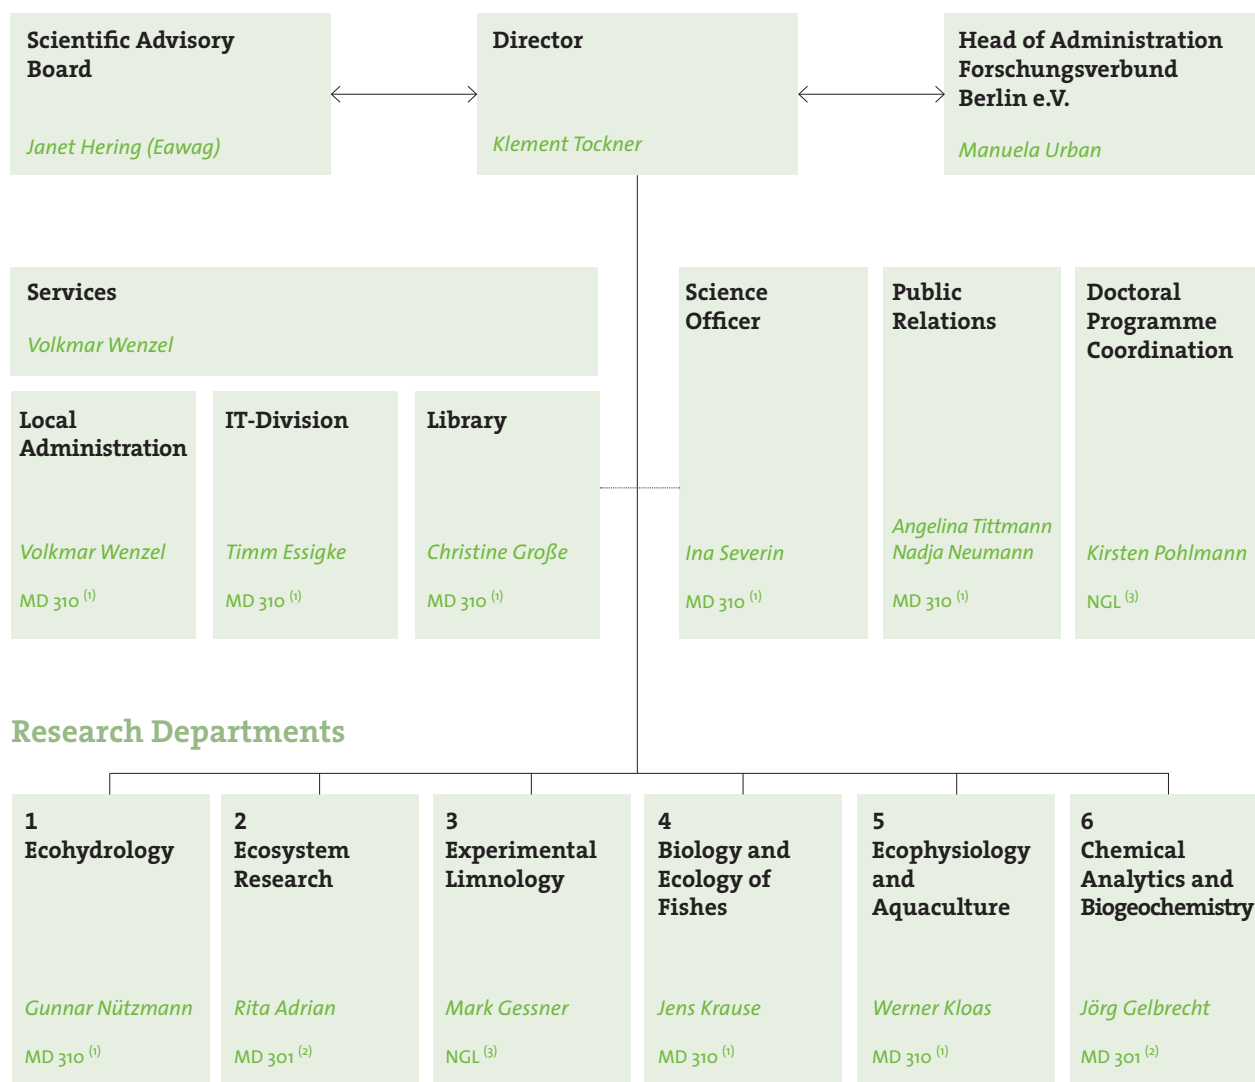 Scientific Advisory
Board
Janet Hering (Eawag)
Director
Klement Tockner
Head of Administration
Forschungsverbund
Berlin e.V.
Manuela Urban
Services
Volkmar Wenzel
Local
Administration
Volkmar Wenzel
MD 310 (1)
IT-Division
Timm Essigke
MD 310 (1)
Library
Christine Große
MD 310 (1)
Science
Officer
Ina Severin
MD 310 (1)
Public
Relations
Angelina Tittmann
Nadja Neumann
MD 310 (1)
Doctoral
Programme
Coordination
Kirsten Pohlmann
NGL (3)
Research Departments
1
Ecohydrology
Gunnar Nützmann
MD 310 (1)
2
Ecosystem
Research
Rita Adrian
MD 301 (2)
3
Experimental
Limnology
Mark Gessner
NGL (3)
4
Biology and
Ecology of
Fishes
Jens Krause
MD 310 (1)
5
Ecophysiology
and
Aquaculture
Werner Kloas
MD 310 (1)
6
Chemical
Analytics and
Biogeochemistry
Jörg Gelbrecht
MD 301 (2)